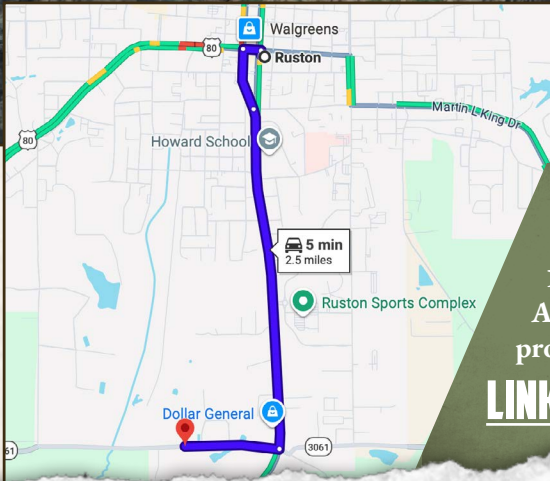 Walgreens
80
Ruston
Martin L King Dr
80
Howard School
5 min
2.5 miles
Ruston Sports Complex
A
pro
LINK
Dollar General
61
3061